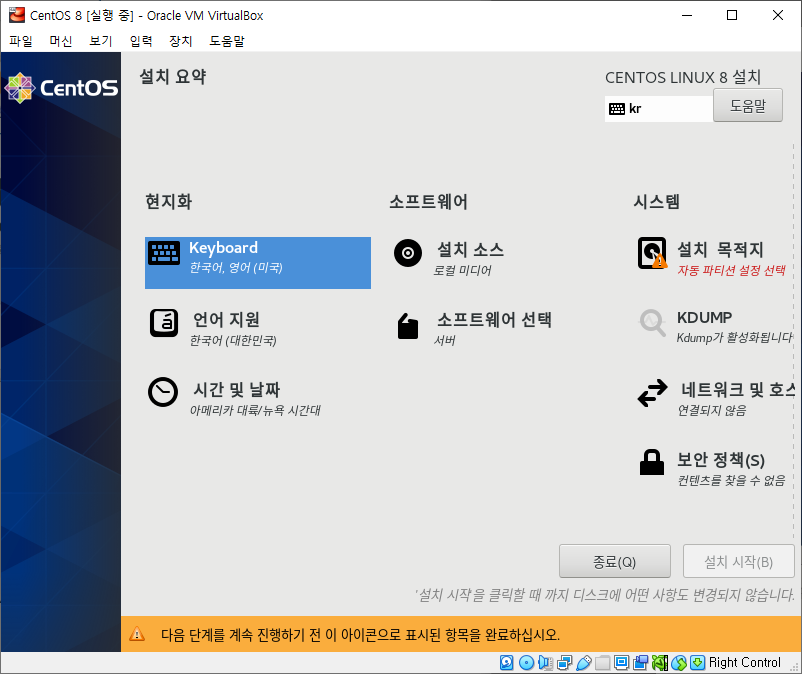 CentOS 8 [실행 중] - Oracle VM VirtualBox
파일 머신 보기 입력 장치 도움말
CentOS
설치 요약
CENTOS LINUX 8 설치
kr
도움말
현지화
Keyboard
한국어, 영어 (미국)
언어 지원
한국어 (대한민국)
시간 및 날짜
아메리카 대륙/뉴욕 시간대
소프트웨어
설치 소스
로컬 미디어
소프트웨어 선택
서버
시스템
설치 목적지
자동 파티션 설정 선택
KDUMP
Kdump가 활성화됩니다
네트워크 및 호스
연결되지 않음
보안 정책(S)
컨텐츠를 찾을 수 없음
종료(Q)
설치 시작(B)
'설치 시작'을 클릭할 때 까지 디스크에 어떤 사항도 변경되지 않습니다.
다음 단계를 계속 진행하기 전 이 아이콘으로 표시된 항목을 완료하십시오.
Right Control